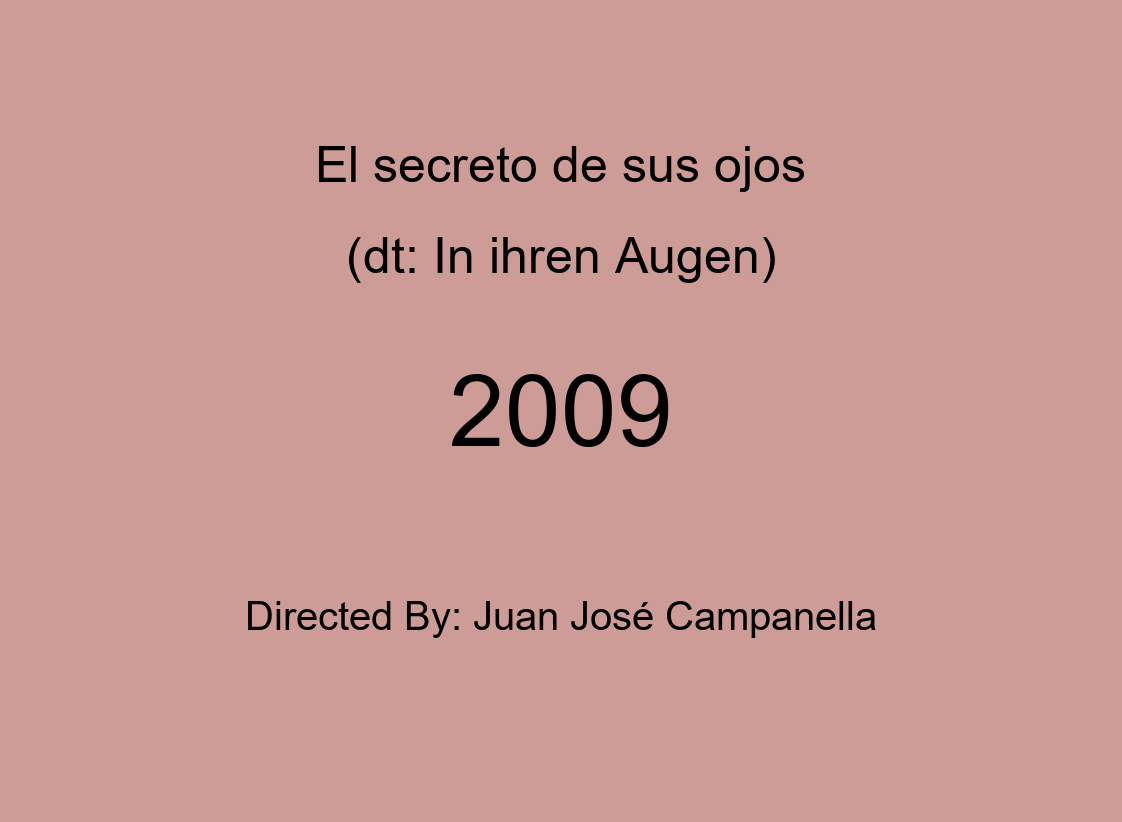 El secreto de sus ojos
(dt: In ihren Augen)
2009
Directed By: Juan José Campanella